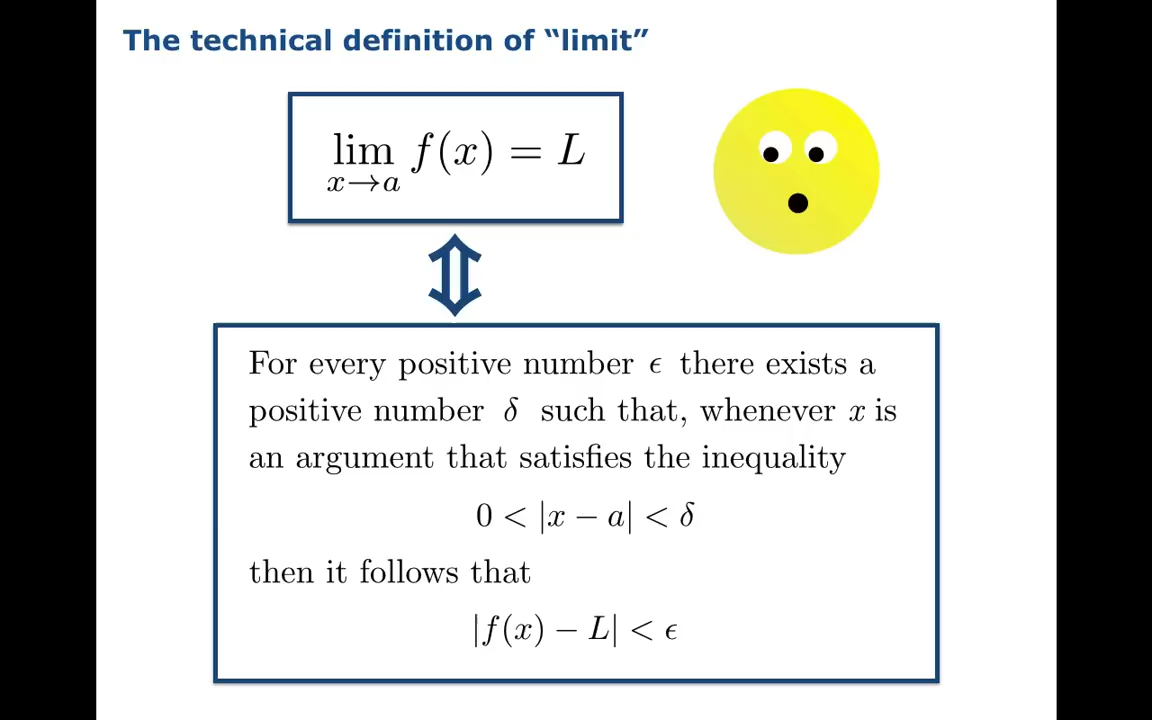 The technical definition of “limit”
lim f(x) = L
x→a
For every positive number ϵ there exists a
positive number δ such that, whenever x is
an argument that satisfies the inequality
0 < |x − a| < δ
then it follows that
|f(x) − L| < ϵ